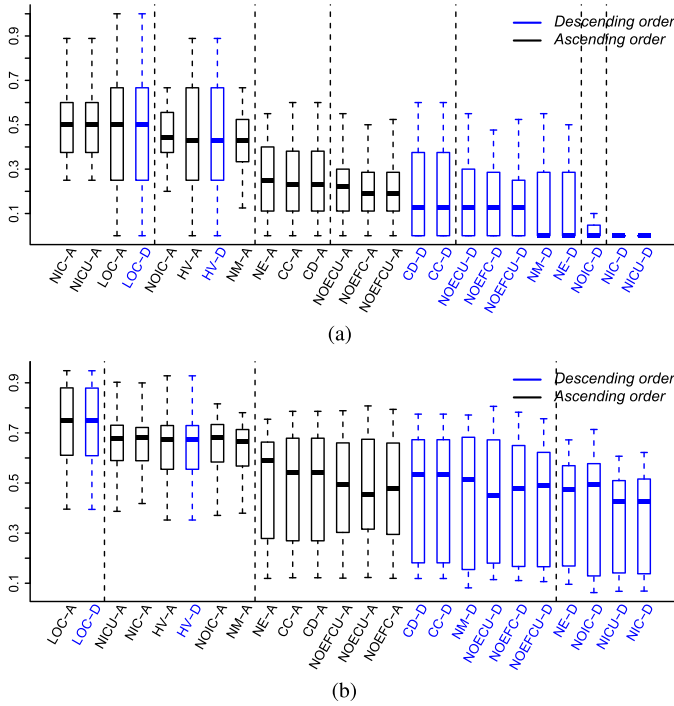 Descending order
Ascending order
0.9
0.7
0.5
0.3
0.1
NIC-A
NICU-A
LOC-A
LOC-D
NOIC-A
HV-A
HV-D
NM-A
NE-A
CC-A
CD-A
NOECU-A
NOEFC-A
NOEFCU-A
CD-D
CC-D
NOECU-D
NOEFC-D
NOEFCU-D
NM-D
NE-D
NOIC-D
NIC-D
NICU-D
(a)
Descending order
Ascending order
0.9
0.7
0.5
0.3
0.1
LOC-A
LOC-D
NICU-A
NIC-A
HV-A
HV-D
NOIC-A
NM-A
NE-A
CC-A
CD-A
NOEFCU-A
NOECU-A
NOEFC-A
CD-D
CC-D
NM-D
NOECU-D
NOEFC-D
NOEFCU-D
NE-D
NOIC-D
NICU-D
NIC-D
(b)